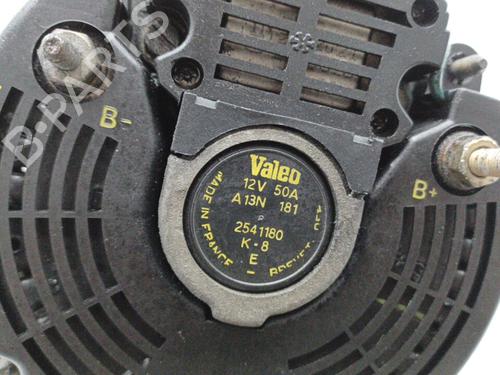 B-PARTS
B-
B+
Valeo
12V 50A
A13N 181
2541180
K-8
E
MADE IN FRANCE